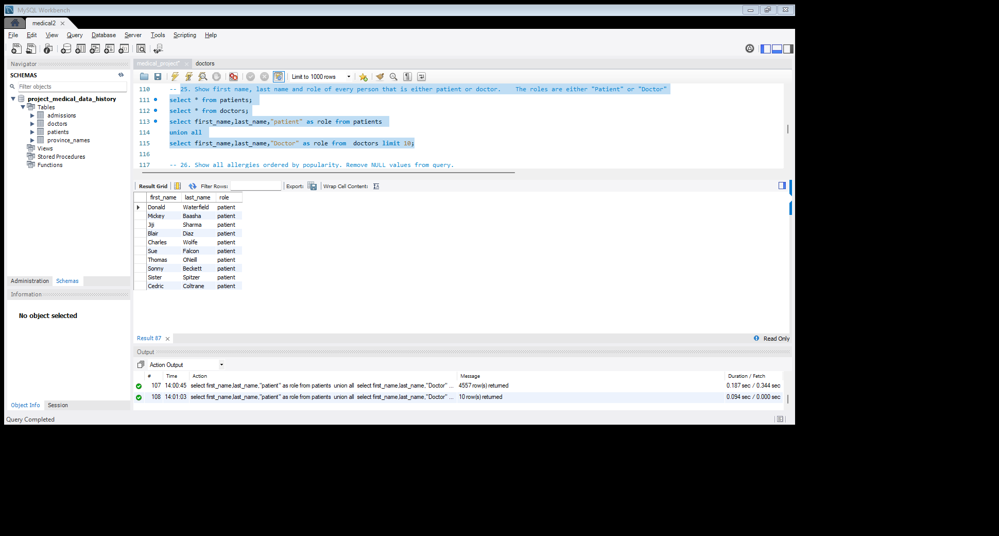 MySQL Workbench
medical2
File Edit View Query Database Server Tools Scripting Help
Navigator
SCHEMAS
Filter objects
project_medical_data_history
Tables
admissions
doctors
patients
province_names
Views
Stored Procedures
Functions
Administration Schemas
Information
No object selected
Object Info Session
medical_project* doctors
Limit to 1000 rows
110 -- 25. Show first name, last name and role of every person that is either patient or doctor.    The roles are either "Patient" or "Doctor"
111 select * from patients;
112 select * from doctors;
113 select first_name,last_name,"patient" as role from patients
114 union all
115 select first_name,last_name,"Doctor" as role from  doctors limit 10;
116
117 -- 26. Show all allergies ordered by popularity. Remove NULL values from query.
Result Grid Filter Rows: Export: Wrap Cell Content:
first_name last_name role
Donald Waterfield patient
Mickey Baasha patient
Jiji Sharma patient
Blair Diaz patient
Charles Wolfe patient
Sue Falcon patient
Thomas ONeill patient
Sonny Beckett patient
Sister Spitzer patient
Cedric Coltrane patient
Result 87 Read Only
Output
Action Output
# Time Action Message Duration / Fetch
107 14:00:45 select first_name,last_name,"patient" as role from patients  union all  select first_name,last_name,"Doctor" ... 4557 row(s) returned 0.187 sec / 0.344 sec
108 14:01:03 select first_name,last_name,"patient" as role from patients  union all  select first_name,last_name,"Doctor" ... 10 row(s) returned 0.094 sec / 0.000 sec
Query Completed